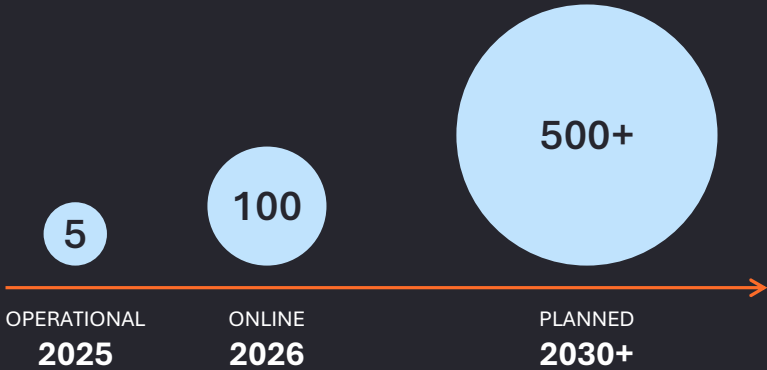 5
100
500+
OPERATIONAL
2025
ONLINE
2026
PLANNED
2030+